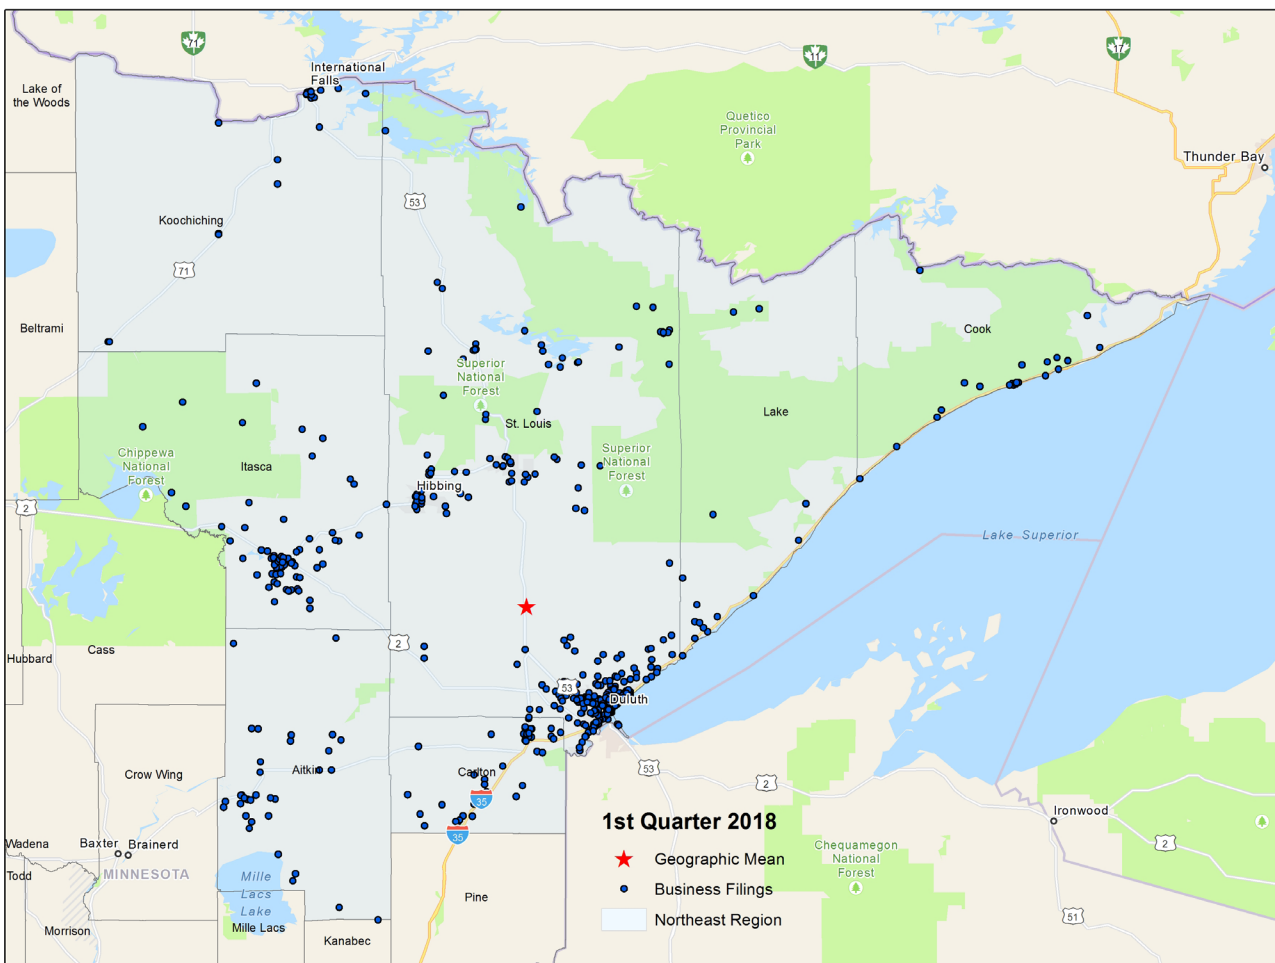 71
11
17
International
Falls
Lake of
the Woods
Quetico
Provincial
Park
Thunder Bay
53
Koochiching
71
Beltrami
Cook
Superior
National
Forest
Lake
St. Louis
Chippewa
National
Forest
Itasca
Superior
National
Forest
Hibbing
2
Lake Superior
2
Cass
Hubbard
53
Duluth
Crow Wing
Aitkin
Carlton
53
2
35
Ironwood
35
1st Quarter 2018
Wadena
Baxter
Brainerd
2
Chequamegon
National
Forest
Geographic Mean
Todd
MINNESOTA
Mille
Lacs
Lake
Business Filings
Pine
Northeast Region
51
Morrison
Mille Lacs
Kanabec